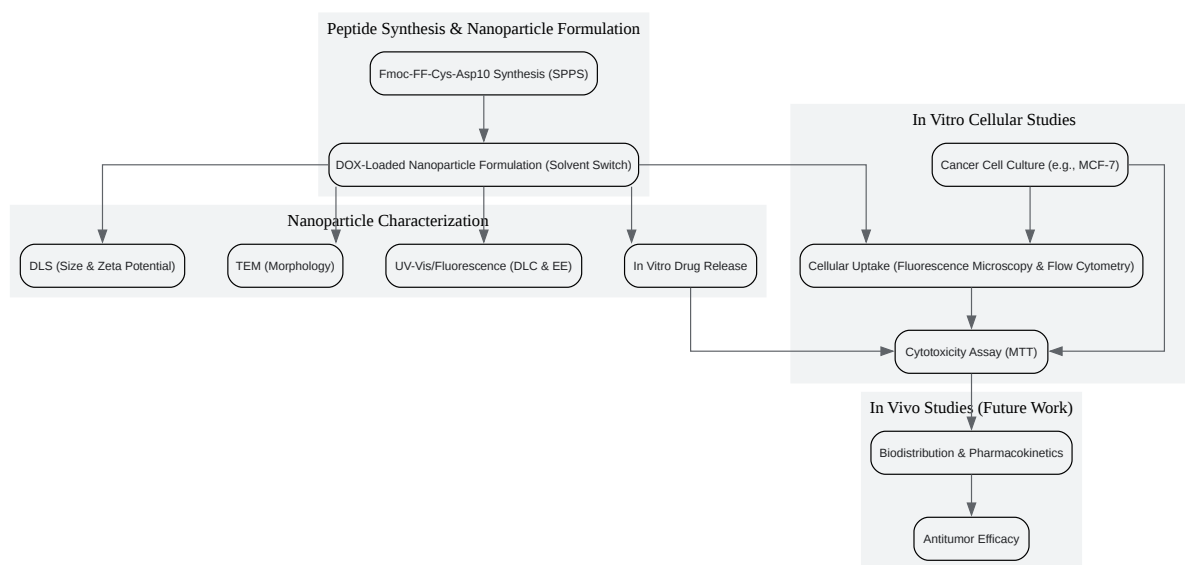 Peptide Synthesis & Nanoparticle Formulation
Fmoc-FF-Cys-Asp10 Synthesis (SPPS)
DOX-Loaded Nanoparticle Formulation (Solvent Switch)
Nanoparticle Characterization
DLS (Size & Zeta Potential)
TEM (Morphology)
UV-Vis/Fluorescence (DLC & EE)
In Vitro Drug Release
In Vitro Cellular Studies
Cancer Cell Culture (e.g., MCF-7)
Cellular Uptake (Fluorescence Microscopy & Flow Cytometry)
Cytotoxicity Assay (MTT)
In Vivo Studies (Future Work)
Biodistribution & Pharmacokinetics
Antitumor Efficacy